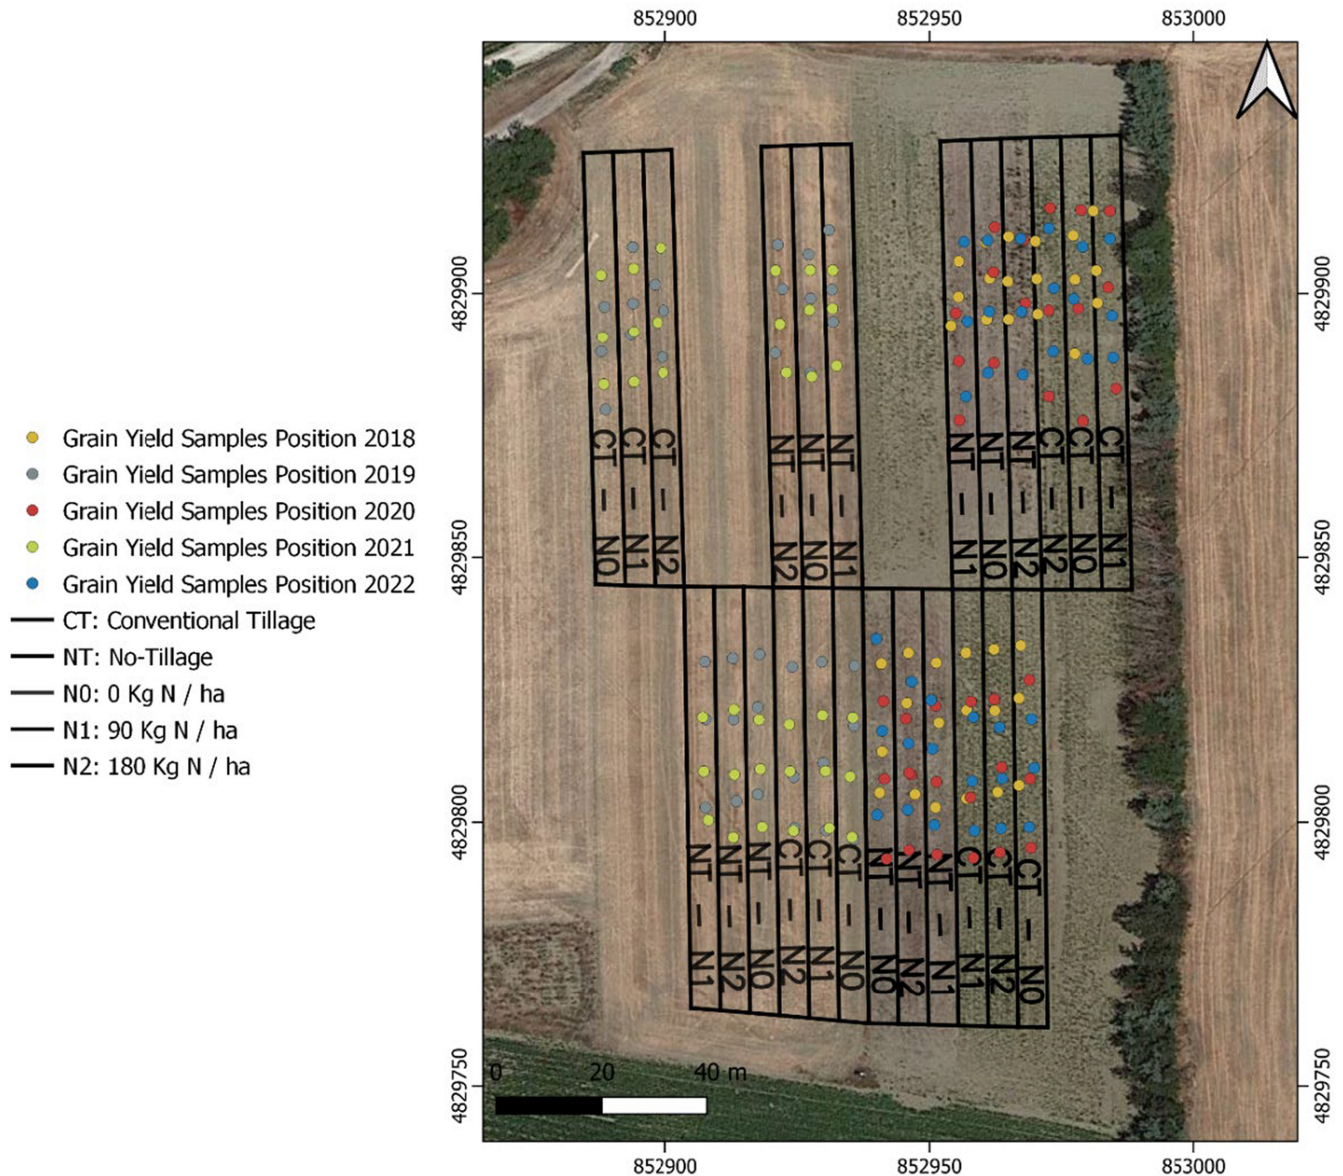 852900 852950 853000
4829900 4829900
4829850 4829850
4829800 4829800
4829750 4829750
Grain Yield Samples Position 2018
Grain Yield Samples Position 2019
Grain Yield Samples Position 2020
Grain Yield Samples Position 2021
Grain Yield Samples Position 2022
CT: Conventional Tillage
NT: No-Tillage
N0: 0 Kg N / ha
N1: 90 Kg N / ha
N2: 180 Kg N / ha
CT – N0
CT – N1
CT – N2
NT – N2
NT – N0
NT – N1
NT – N1
NT – N0
NT – N2
CT – N2
CT – N0
CT – N1
NT – N1
NT – N2
NT – N0
CT – N2
CT – N1
CT – N0
NT – N0
NT – N2
NT – N1
CT – N1
CT – N2
CT – N0
0 20 40 m
852900 852950 853000